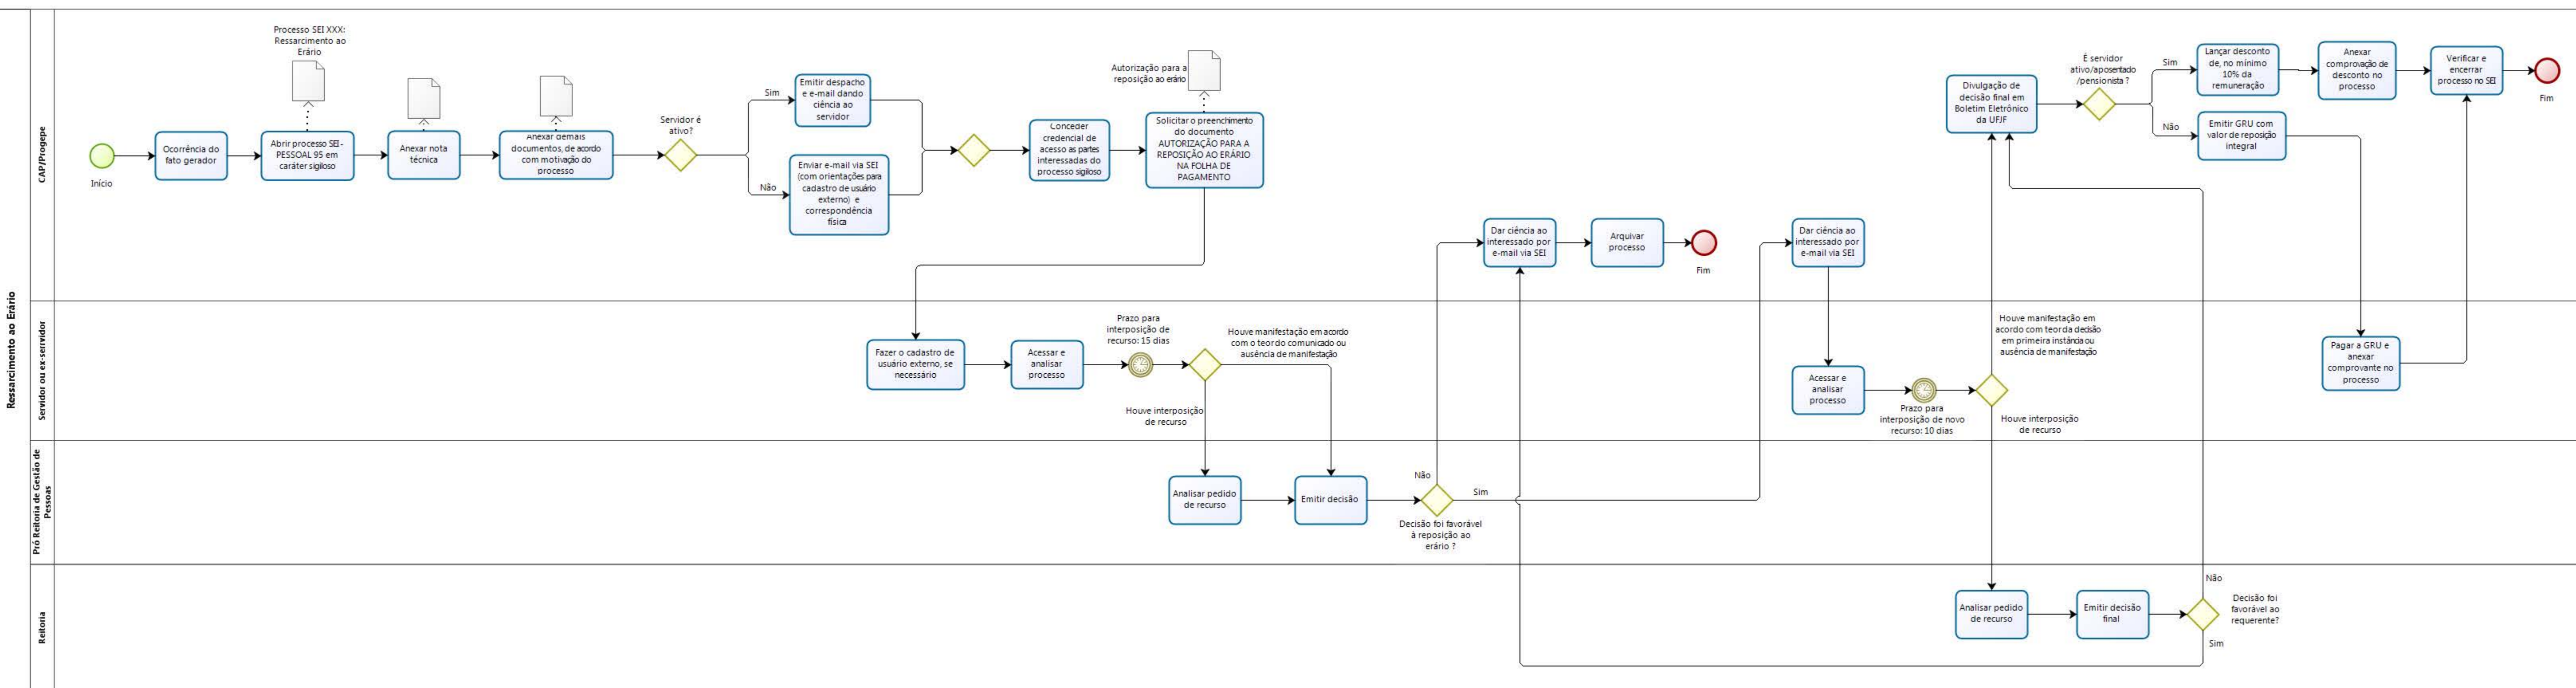 Ressarcimento ao Erário
CAP/Progepe
Início
Ocorrência do
fato gerador
Processo SEI XXX:
Ressarcimento ao
Erário
Abrir processo SEI-
PESSOAL 95 em
caráter sigiloso
Anexar nota
técnica
Anexar demais
documentos, de acordo
com motivação do
processo
Servidor é
ativo?
Sim
Não
Emitir despacho
e e-mail dando
ciência ao
servidor
Enviar e-mail via SEI
(com orientações para
cadastro de usuário
externo) e
correspondência
física
Conceder
credencial de
acesso as partes
interessadas do
processo sigiloso
Autorização para a
reposição ao erário
Solicitar o preenchimento
do documento
AUTORIZAÇÃO PARA A
REPOSIÇÃO AO ERÁRIO
NA FOLHA DE
PAGAMENTO
Dar ciência ao
interessado por
e-mail via SEI
Arquivar
processo
Fim
Dar ciência ao
interessado por
e-mail via SEI
Divulgação de
decisão final em
Boletim Eletrônico
da UFJF
É servidor
ativo/aposentado
/pensionista ?
Sim
Não
Lançar desconto
de, no mínimo
10% da
remuneração
Anexar
comprovação de
desconto no
processo
Verificar e
encerrar
processo no SEI
Fim
Emitir GRU com
valor de reposição
integral
Servidor ou ex-servidor
Fazer o cadastro de
usuário externo, se
necessário
Acessar e
analisar
processo
Prazo para
interposição de
recurso: 15 dias
Houve manifestação em acordo
com o teor do comunicado ou
ausência de manifestação
Houve interposição
de recurso
Acessar e
analisar
processo
Prazo para
interposição de novo
recurso: 10 dias
Houve manifestação em
acordo com teor da decisão
em primeira instância ou
ausência de manifestação
Houve interposição
de recurso
Pagar a GRU e
anexar
comprovante no
processo
Pró Reitoria de Gestão de
Pessoas
Analisar pedido
de recurso
Emitir decisão
Não
Sim
Decisão foi favorável
à reposição ao
erário ?
Reitoria
Analisar pedido
de recurso
Emitir decisão
final
Não
Decisão foi
favorável ao
requerente?
Sim